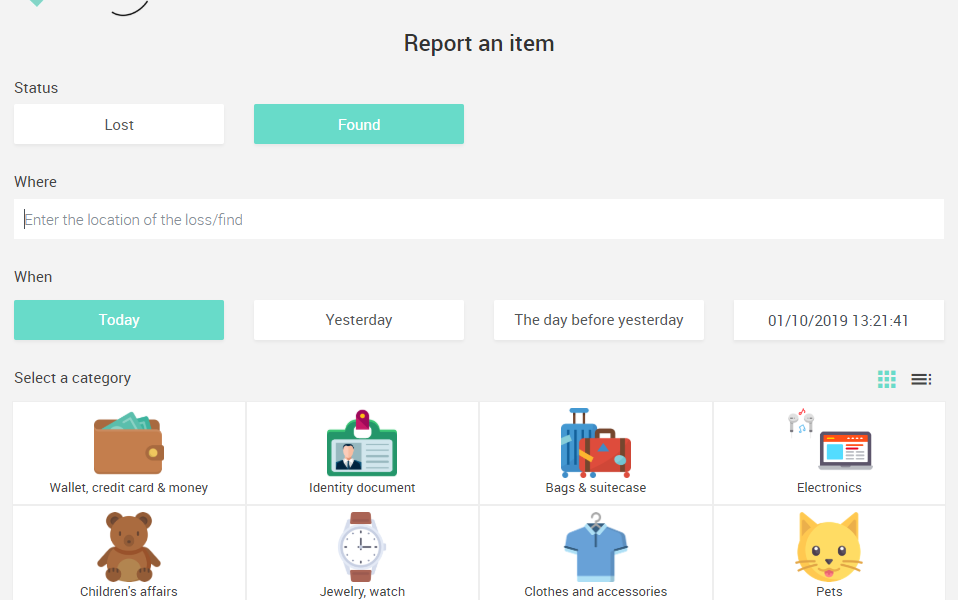 Report an item
Status
Lost
Found
Where
Enter the location of the loss/find
When
Today
Yesterday
The day before yesterday
01/10/2019 13:21:41
Select a category
Wallet, credit card & money
Identity document
Bags & suitecase
Electronics
Children's affairs
Jewelry, watch
Clothes and accessories
Pets